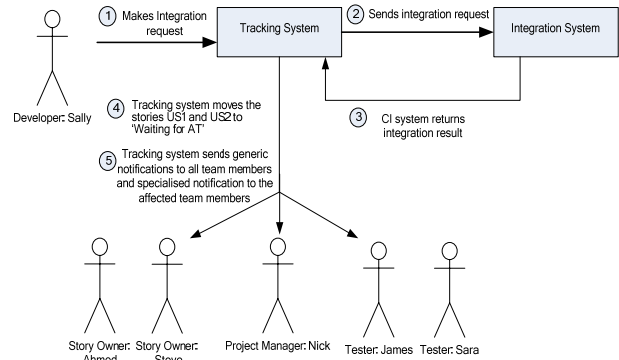 1
Makes Integration
request
Tracking System
2
Sends integration request
Integration System
Developer: Sally
4
Tracking system moves the
stories US1 and US2 to
'Waiting for AT'
3
CI system returns
integration result
5
Tracking system sends generic
notifications to all team members
and specialised notification to the
affected team members
Story Owner:
Ahmed
Story Owner:
Steve
Project Manager: Nick
Tester: James
Tester: Sara